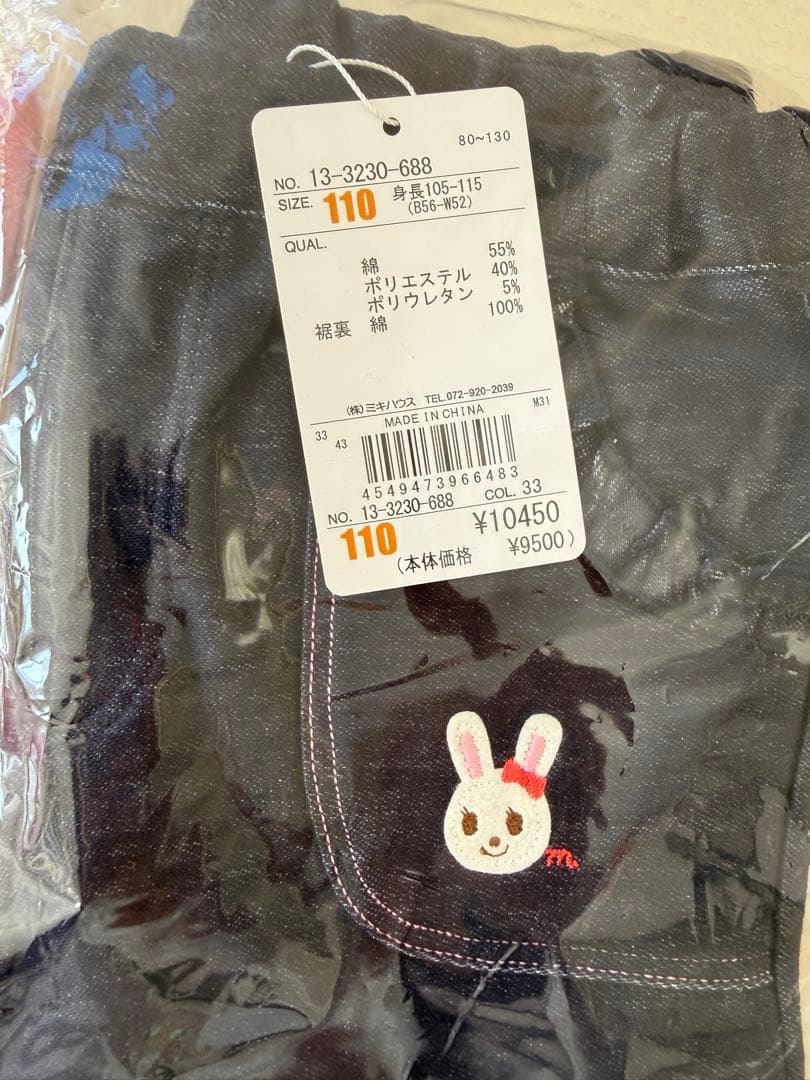 80~130
NO. 13-3230-688
SIZE. 110 身長105-115
(B56-W52)
QUAL.
綿 55%
ポリエステル 40%
ポリウレタン 5%
裾裏 綿 100%
(株)ミキハウス TEL.072-920-2039
MADE IN CHINA M31
33 43
4549473966483
NO. 13-3230-688 COL. 33
110 ¥10450
(本体価格 ¥9500)
m.